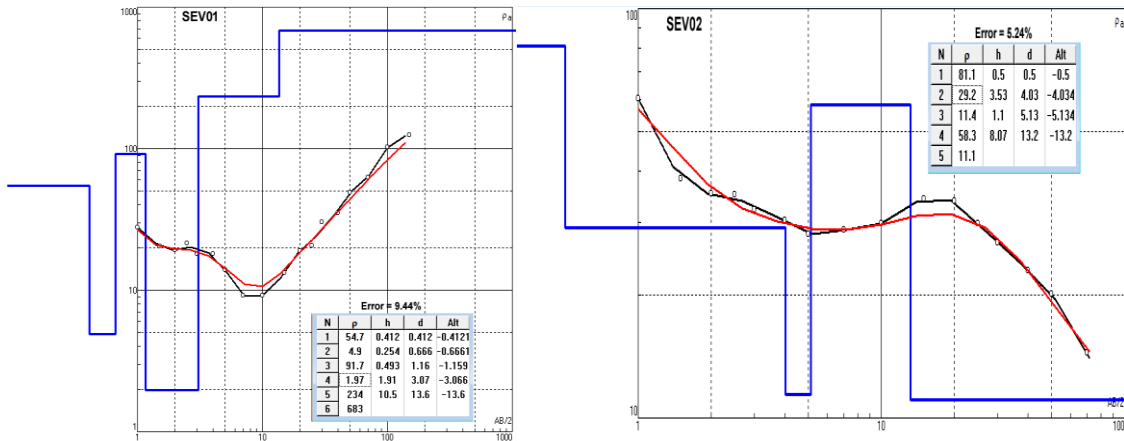 SEV01
1000
Pa
100
10
1
1
10
100
1000
AB/2
Error = 9.44%
N ρ h d Alt
1 54.7 0.412 0.412 -0.4121
2 4.9 0.254 0.666 -0.6661
3 91.7 0.493 1.16 -1.159
4 1.97 1.91 3.07 -3.066
5 234 10.5 13.6 -13.6
6 683
SEV02
100
Pa
10
1
10
100
AB/2
Error = 5.24%
N ρ h d Alt
1 81.1 0.5 0.5 -0.5
2 29.2 3.53 4.03 -4.034
3 11.4 1.1 5.13 -5.134
4 58.3 8.07 13.2 -13.2
5 11.1